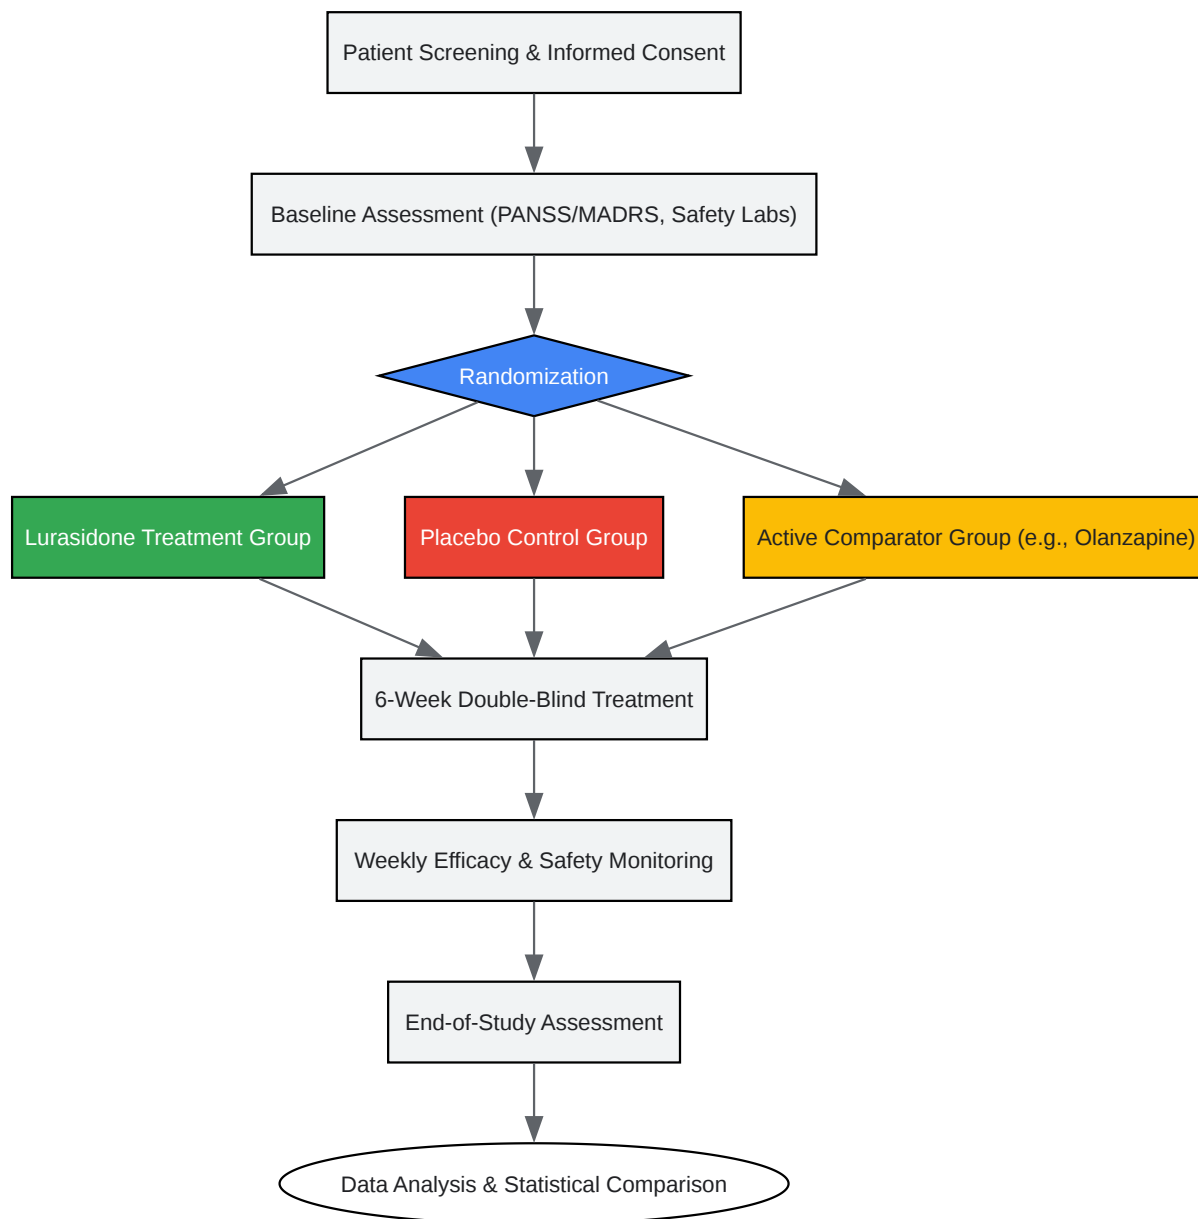 Patient Screening & Informed Consent
Baseline Assessment (PANSS/MADRS, Safety Labs)
Randomization
Lurasidone Treatment Group
Placebo Control Group
Active Comparator Group (e.g., Olanzapine)
6-Week Double-Blind Treatment
Weekly Efficacy & Safety Monitoring
End-of-Study Assessment
Data Analysis & Statistical Comparison